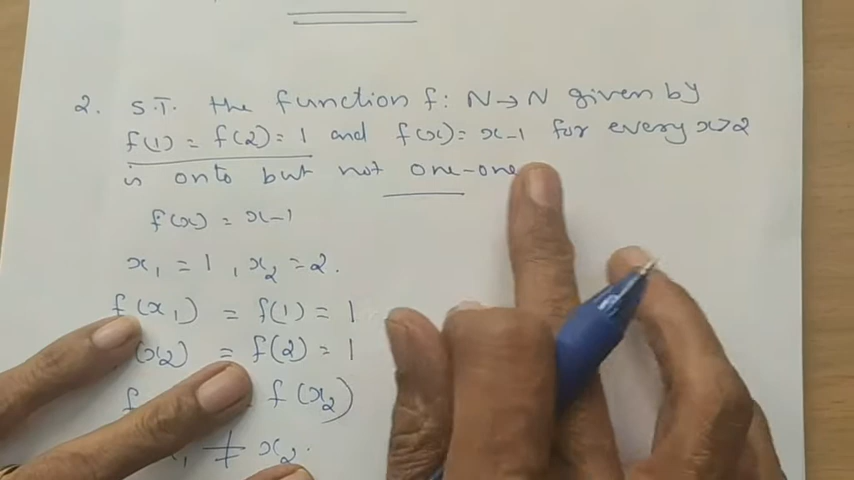 2. S.T. the function f: N→N given by
f(1) = f(2) = 1 and f(x) = x-1 for every x>2
is onto but not one-one
f(x) = x-1
x₁ = 1, x₂ = 2.
f(x₁) = f(1) = 1
(x₂) = f(2) = 1
f f(x₂)
x₁ ≠ x₂.